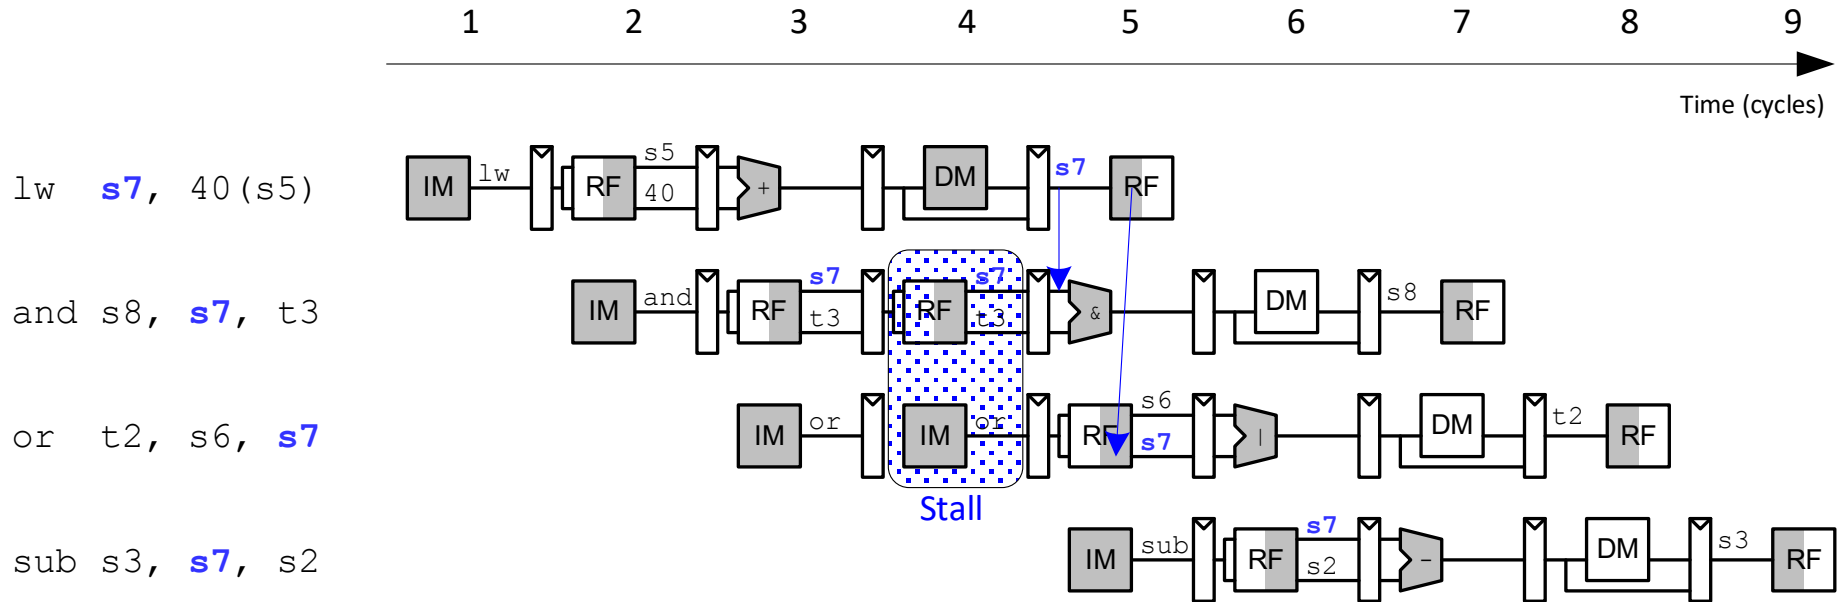 1 2 3 4 5 6 7 8 9
Time (cycles)
lw s7, 40(s5) IM lw RF s5 40 + DM s7 RF
and s8, s7, t3 IM and RF s7 t3 RF s7 t3 & DM s8 RF
or t2, s6, s7 IM or IM or RF s6 s7 | DM t2 RF
Stall
sub s3, s7, s2 IM sub RF s7 s2 - DM s3 RF